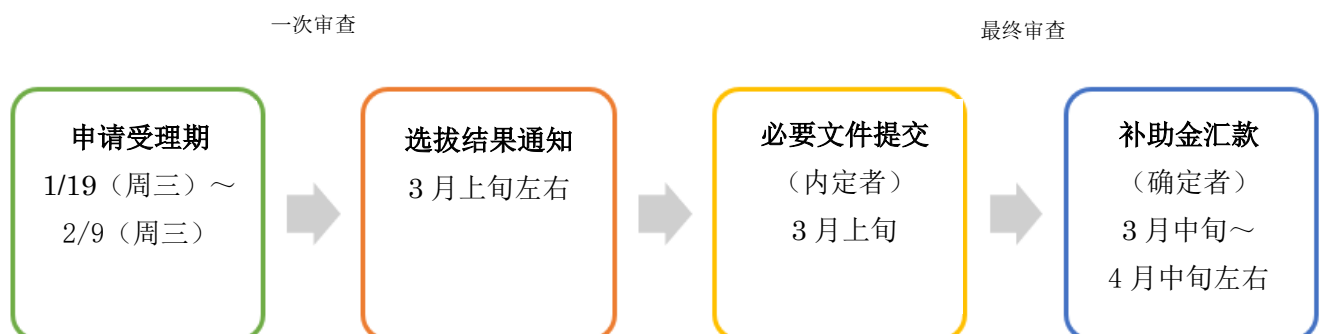 一次审查
最终审查
申请受理期
1/19（周三）～
2/9（周三）
选拔结果通知
3 月上旬左右
必要文件提交
（内定者）
3 月上旬
补助金汇款
（确定者）
3 月中旬～
4 月中旬左右